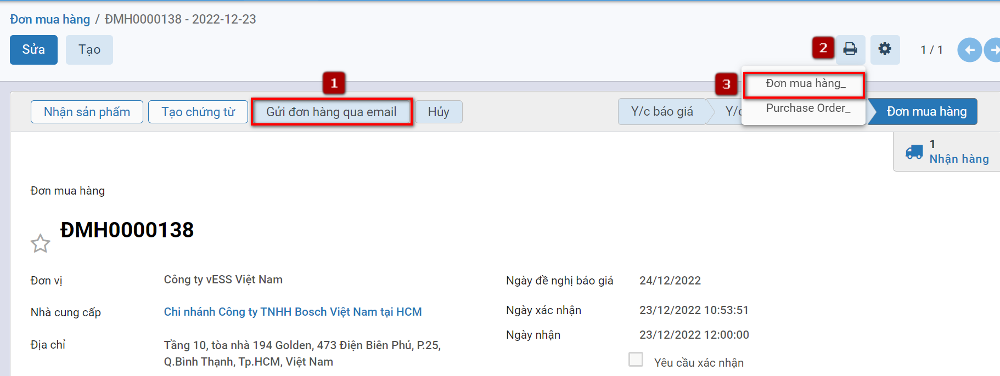 Đơn mua hàng / ĐMH0000138 - 2022-12-23
Sửa Tạo 2 1 / 1
1 3 Đơn mua hàng_
Nhận sản phẩm Tạo chứng từ Gửi đơn hàng qua email Hủy Y/c báo giá Purchase Order_ Đơn mua hàng
1
Nhận hàng
Đơn mua hàng
ĐMH0000138
Đơn vị Công ty vESS Việt Nam Ngày đề nghị báo giá 24/12/2022
Nhà cung cấp Chi nhánh Công ty TNHH Bosch Việt Nam tại HCM Ngày xác nhận 23/12/2022 10:53:51
Ngày nhận 23/12/2022 12:00:00
Địa chỉ Tầng 10, tòa nhà 194 Golden, 473 Điện Biên Phủ, P.25,
Q.Bình Thạnh, Tp.HCM, Việt Nam Yêu cầu xác nhận